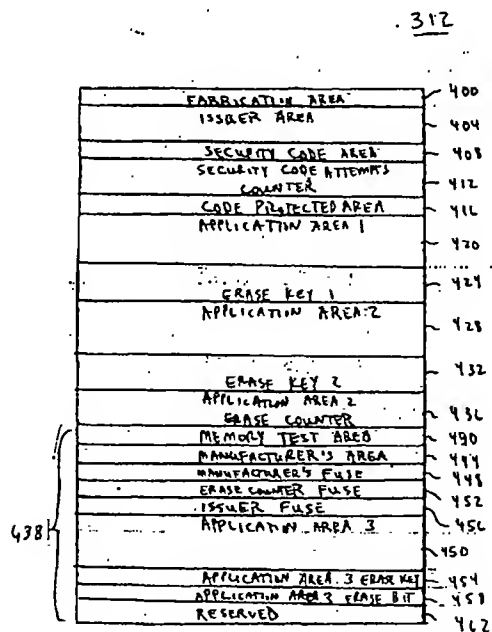 312
FABRICATION AREA 400
ISSUER AREA 404
SECURITY CODE AREA 408
SECURITY CODE ATTEMPTS
COUNTER 412
CODE PROTECTED AREA 416
APPLICATION AREA 1 420
424
ERASE KEY 1
APPLICATION AREA 2 428
432
ERASE KEY 2
APPLICATION AREA 2 436
ERASE COUNTER
MEMORY TEST AREA 490
MANUFACTURER'S AREA 444
MANUFACTURER'S FUSE 448
ERASE COUNTER FUSE 452
ISSUER FUSE 456
APPLICATION AREA 3
438 450
APPLICATION AREA 3 ERASE KEY 454
APPLICATION AREA 3 ERASE BIT 458
RESERVED 462